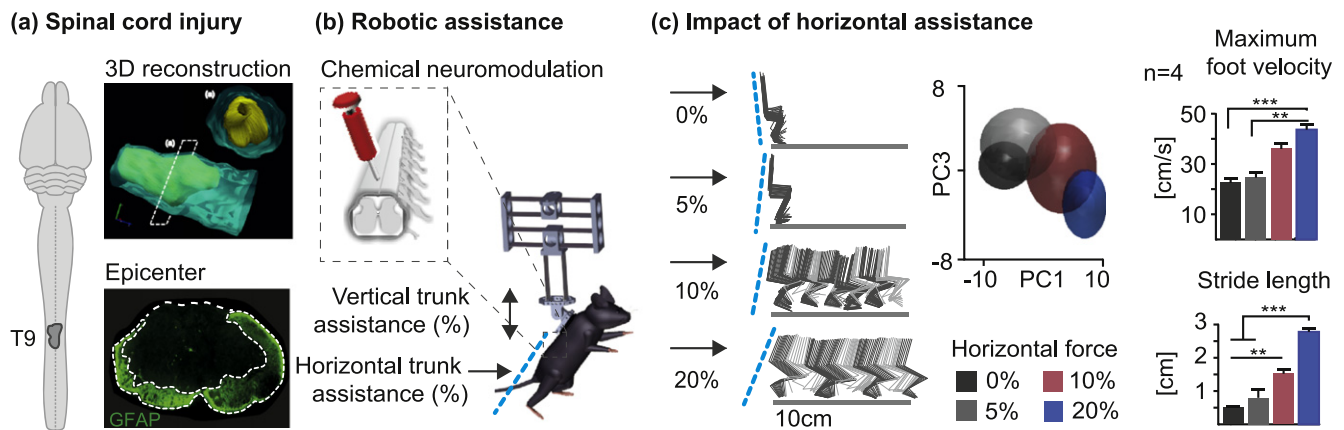 (a) Spinal cord injury
3D reconstruction
Epicenter
T9
GFAP
(b) Robotic assistance
Chemical neuromodulation
Vertical trunk
assistance (%)
Horizontal trunk
assistance (%)
(c) Impact of horizontal assistance
0%
5%
10%
20%
10cm
8
PC3
-8
-10
PC1
10
Horizontal force
0%
10%
5%
20%
Maximum
foot velocity
n=4
***
**
50
[cm/s]
30
10
Stride length
***
**
3
2
[cm]
1